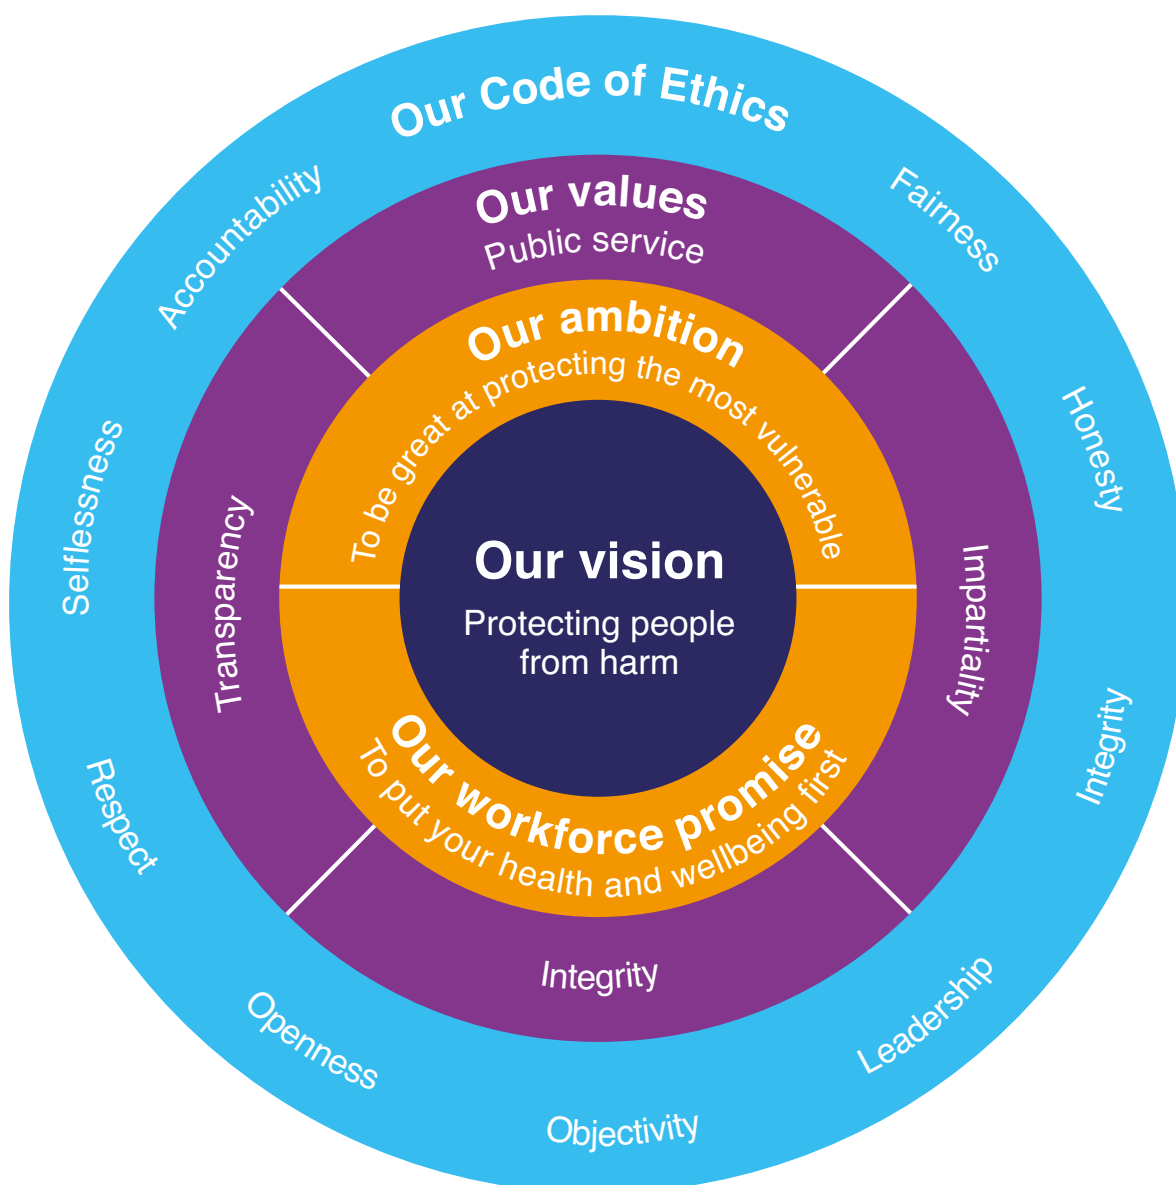 Our Code of Ethics
Accountability
Fairness
Selflessness
Honesty
Respect
Integrity
Openness
Leadership
Objectivity
Our values
Public service
Transparency
Impartiality
Integrity
Our ambition
To be great at protecting the most vulnerable
Our vision
Protecting people
from harm
Our workforce promise
To put your health and wellbeing first